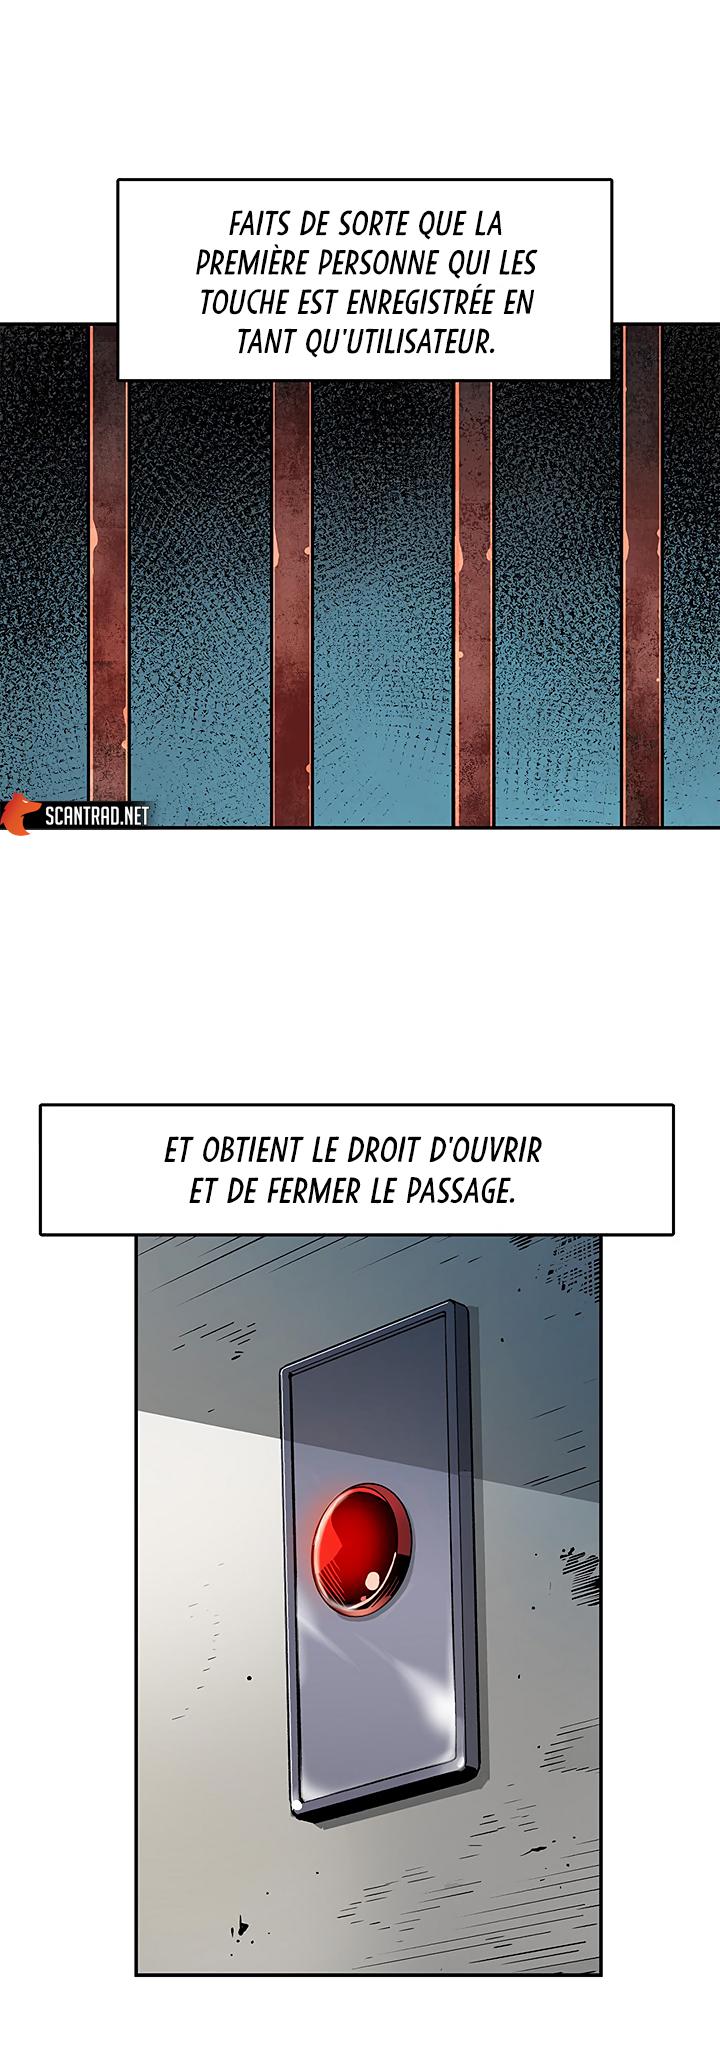 FAITS DE SORTE QUE LA
PREMIÈRE PERSONNE QUI LES
TOUCHE EST ENREGISTRÉE EN
TANT QU'UTILISATEUR.
SCANTRAD.NET
ET OBTIENT LE DROIT D'OUVRIR
ET DE FERMER LE PASSAGE.